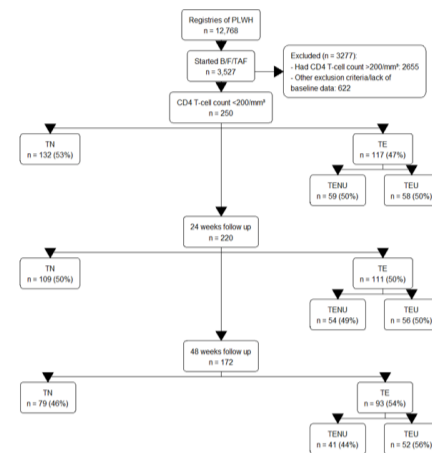 Registries of PLWH
n = 12,768
Started B/F/TAF
n = 3,527
Excluded (n = 3277):
- Had CD4 T-cell count >200/mm³: 2655
- Other exclusion criteria/lack of
baseline data: 622
CD4 T-cell count <200/mm³
n = 250
TN
n = 132 (53%)
TE
n = 117 (47%)
TENU
n = 59 (50%)
TEU
n = 58 (50%)
24 weeks follow up
n = 220
TN
n = 109 (50%)
TE
n = 111 (50%)
TENU
n = 54 (49%)
TEU
n = 56 (50%)
48 weeks follow up
n = 172
TN
n = 79 (46%)
TE
n = 93 (54%)
TENU
n = 41 (44%)
TEU
n = 52 (56%)